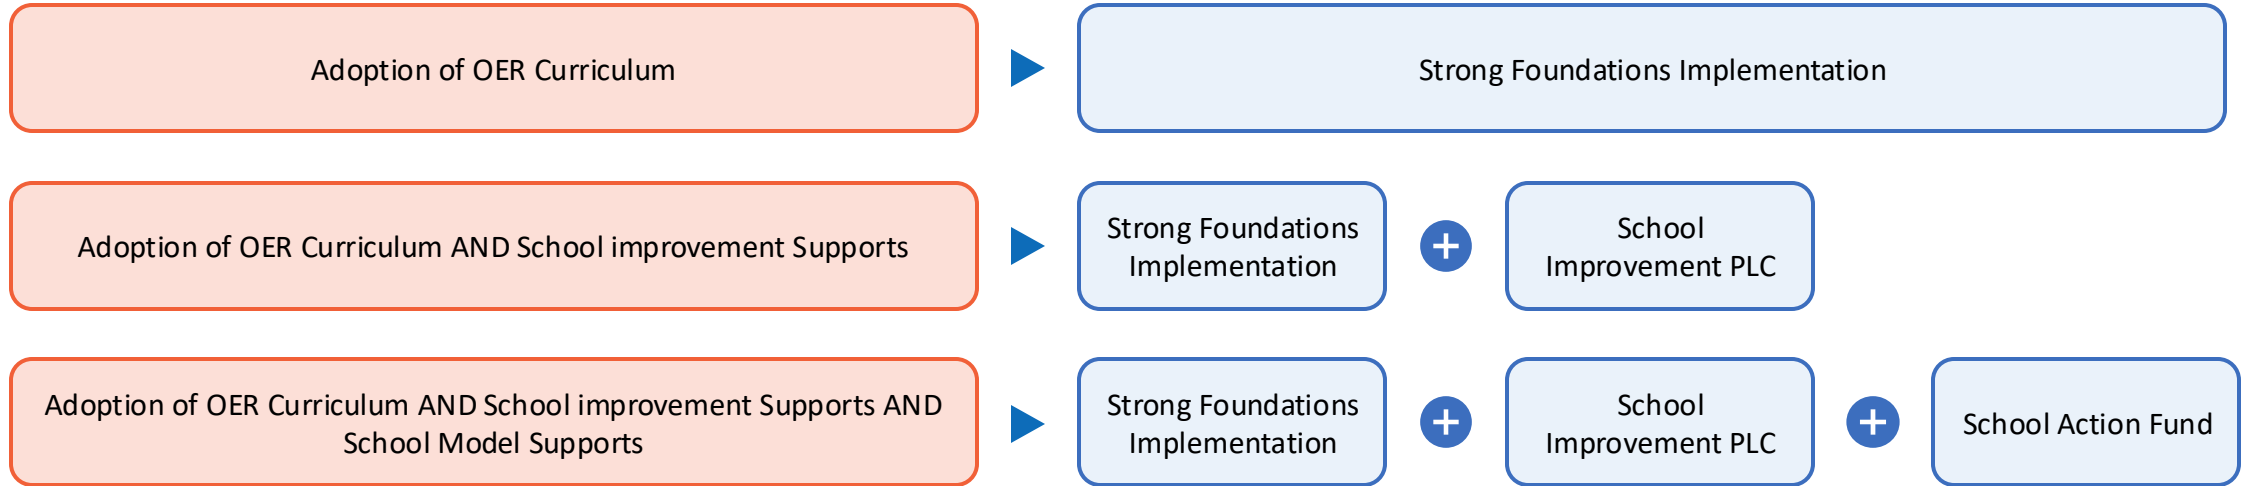 Adoption of OER Curriculum
Strong Foundations Implementation
Adoption of OER Curriculum AND School improvement Supports
Strong Foundations
Implementation
School
Improvement PLC
Adoption of OER Curriculum AND School improvement Supports AND
School Model Supports
Strong Foundations
Implementation
School
Improvement PLC
School Action Fund